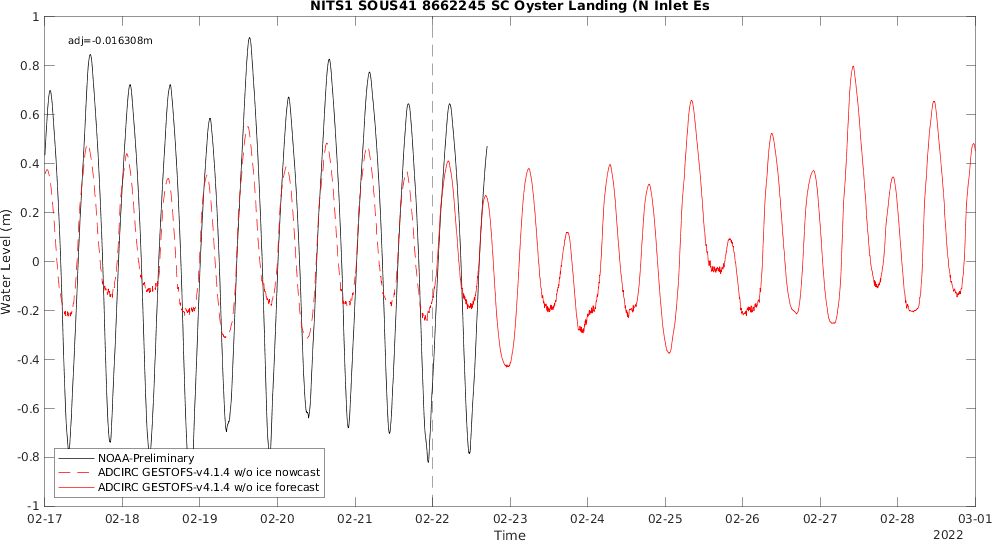 NITS1 SOUS41 8662245 SC Oyster Landing (N Inlet Es
adj=-0.016308m
1
0.8
0.6
0.4
0.2
0
-0.2
-0.4
-0.6
-0.8
-1
Water Level (m)
NOAA-Preliminary
ADCIRC GESTOFS-v4.1.4 w/o ice nowcast
ADCIRC GESTOFS-v4.1.4 w/o ice forecast
02-17 02-18 02-19 02-20 02-21 02-22 02-23 02-24 02-25 02-26 02-27 02-28 03-01
Time
2022